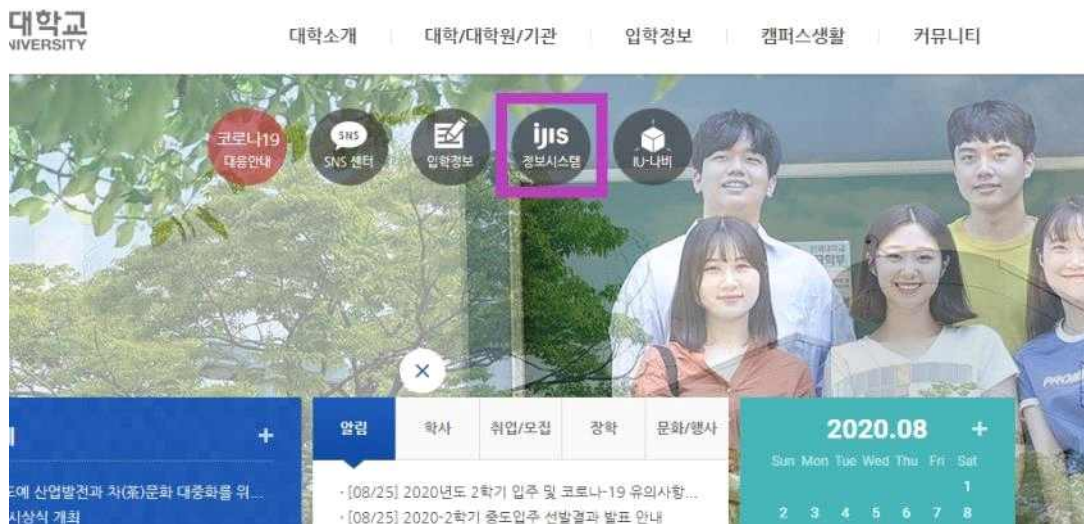 대학교
NIVERSITY
대학소개 대학/대학원/기관 입학정보 캠퍼스생활 커뮤니티
코로나19
대응안내
SNS
SNS 센터
입학정보
ijis
정보시스템
IU-나비
알림 학사 취업/모집 장학 문화/행사
+
2020.08 +
Sun Mon Tue Wed Thu Fri Sat
1
2 3 4 5 6 7 8
도예 산업발전과 차(茶)문화 대중화를 위...
시상식 개최
· [08/25] 2020년도 2학기 입주 및 코로나-19 유의사항...
· [08/25] 2020-2학기 중도입주 선발결과 발표 안내